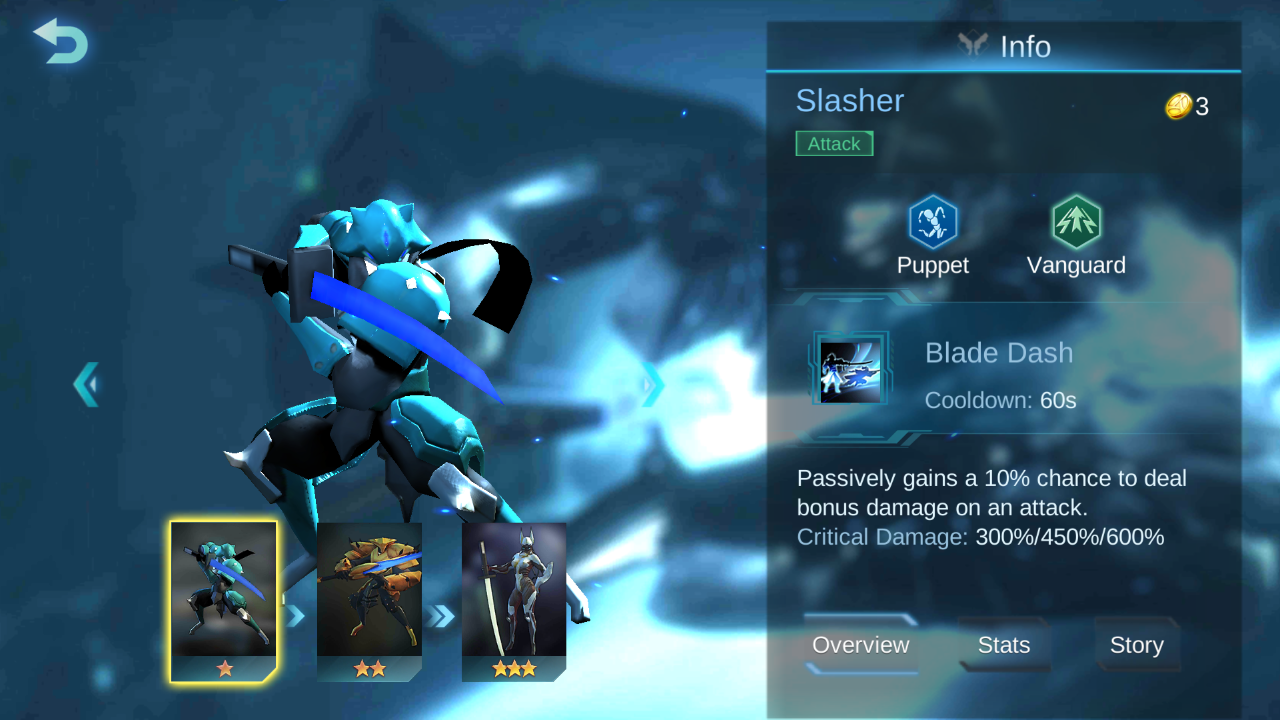 Info
Slasher
3
Attack
Puppet
Vanguard
Blade Dash
Cooldown: 60s
Passively gains a 10% chance to deal
bonus damage on an attack.
Critical Damage: 300%/450%/600%
Overview
Stats
Story